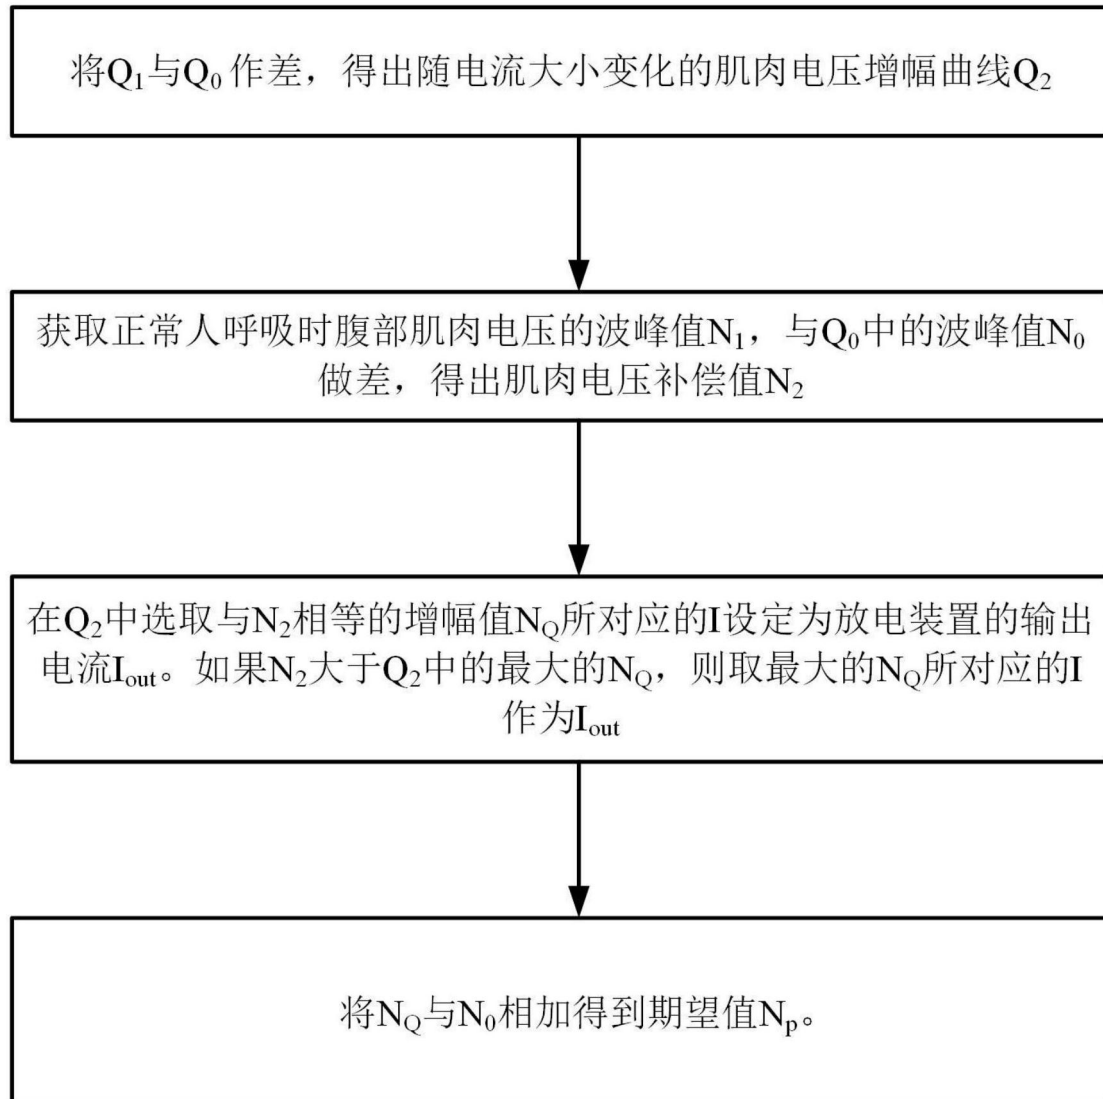 将Q₁与Q₀作差，得出随电流大小变化的肌肉电压增幅曲线Q₂
获取正常人呼吸时腹部肌肉电压的波峰值N₁，与Q₀中的波峰值N₀
做差，得出肌肉电压补偿值N₂
在Q₂中选取与N₂相等的增幅值N_Q所对应的I设定为放电装置的输出
电流I_out。如果N₂大于Q₂中的最大的N_Q，则取最大的N_Q所对应的I
作为I_out
将N_Q与N₀相加得到期望值N_p。